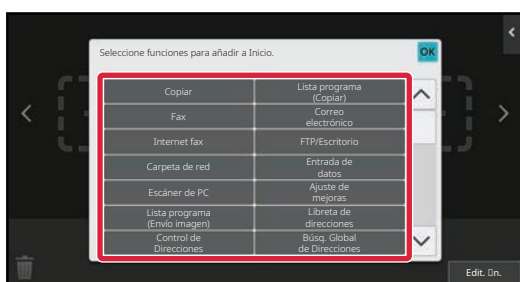 Seleccione funciones para añadir a Inicio.
OK
Copiar
Lista programa
(Copiar)
Fax
Correo
electrónico
Internet fax
FTP/Escritorio
Carpeta de red
Entrada de
datos
Escáner de PC
Ajuste de
mejoras
Lista programa
(Envío imagen)
Libreta de
direcciones
Control de
Direcciones
Búsq. Global
de Direcciones
Edit. ▯n.